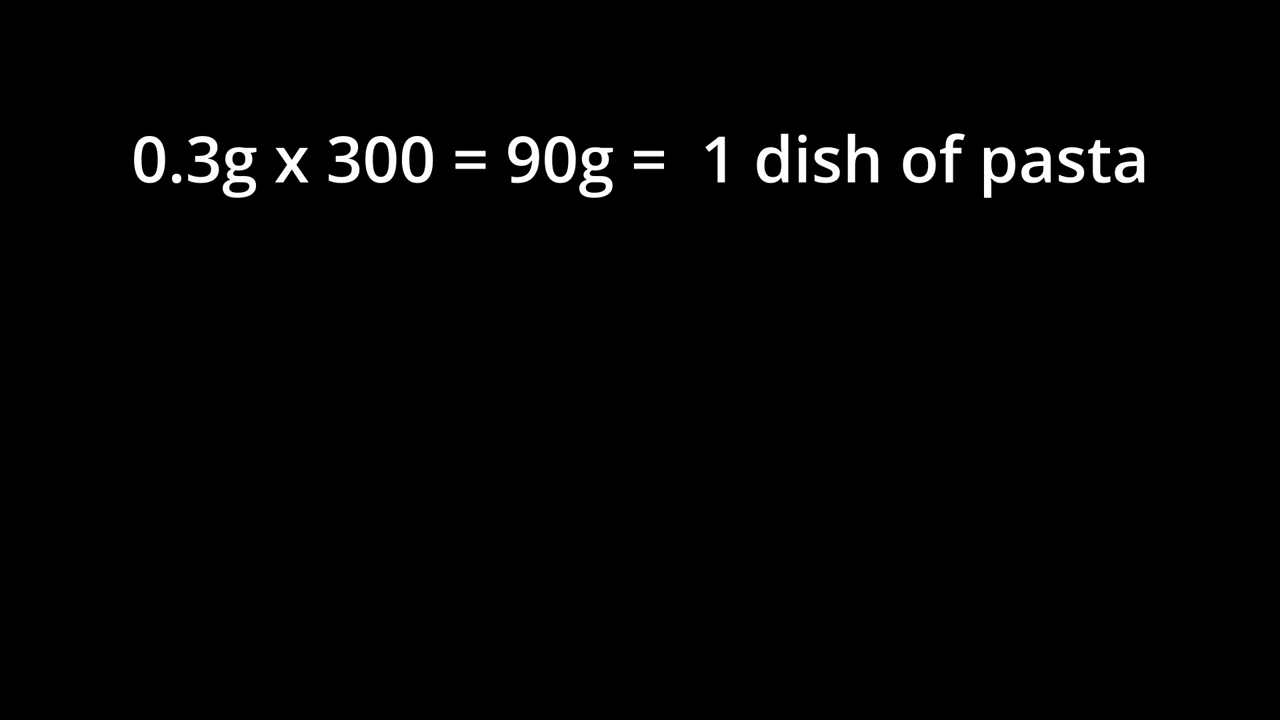 0.3g x 300 = 90g =  1 dish of pasta